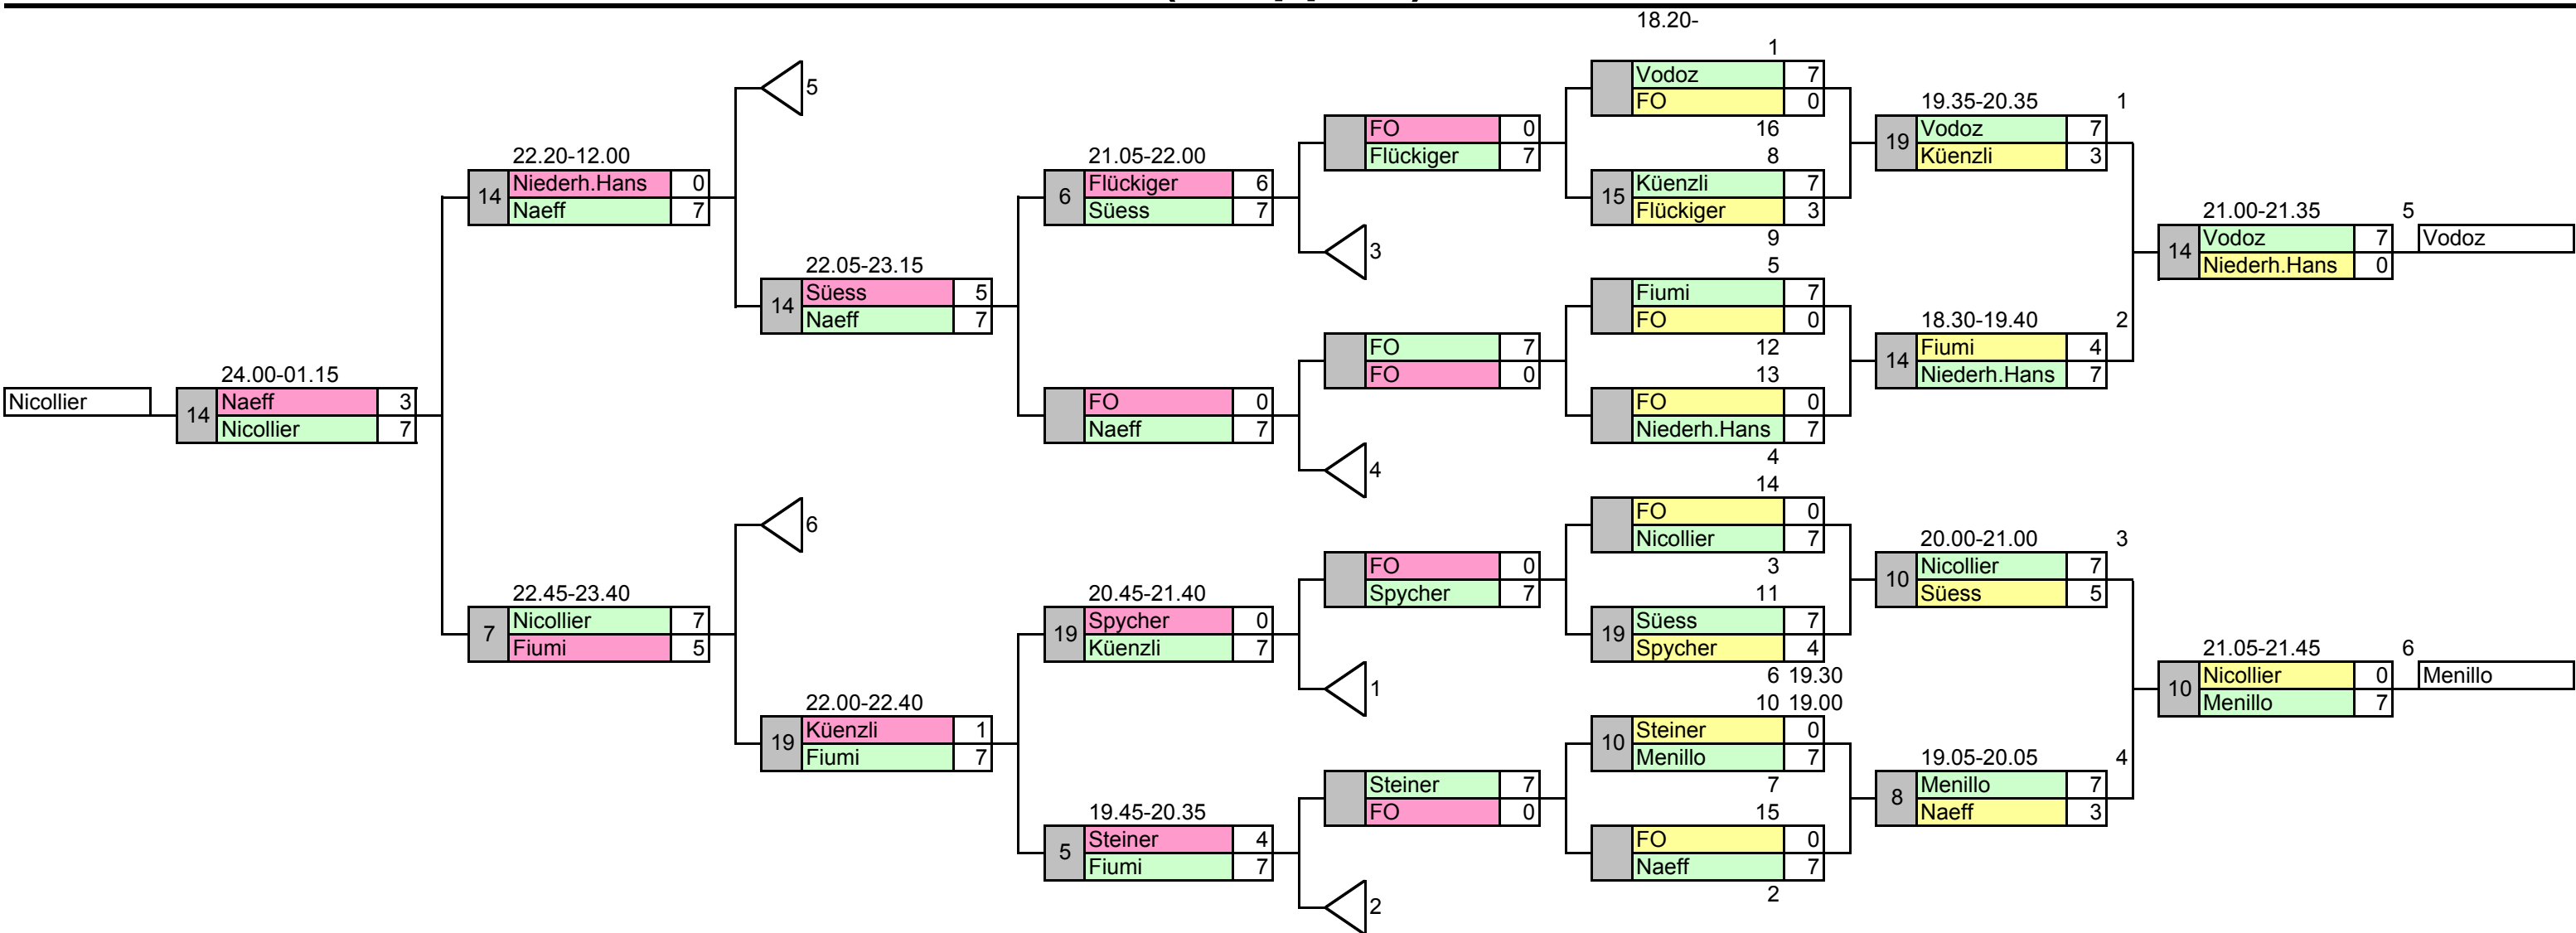 18.20-
1
Vodoz 7
FO 0
16
8
Küenzli 7
15
Flückiger 3
9
5
Fiumi 7
FO 0
12
13
FO 0
Niederh.Hans 7
4
14
FO 0
Nicollier 7
3
11
Süess 7
19
Spycher 4
6 19.30
10 19.00
Steiner 0
10
Menillo 7
7
15
FO 0
Naeff 7
2
19.35-20.35 1
Vodoz 7
19
Küenzli 3
18.30-19.40 2
Fiumi 4
14
Niederh.Hans 7
20.00-21.00 3
Nicollier 7
10
Süess 5
19.05-20.05 4
Menillo 7
8
Naeff 3
21.00-21.35 5
Vodoz 7
14
Niederh.Hans 0
Vodoz
21.05-21.45 6
Nicollier 0
10
Menillo 7
Menillo
FO 0
Flückiger 7
3
FO 7
FO 0
4
FO 0
Spycher 7
1
Steiner 7
FO 0
2
21.05-22.00
Flückiger 6
6
Süess 7
FO 0
Naeff 7
20.45-21.40
Spycher 0
19
Küenzli 7
19.45-20.35
Steiner 4
5
Fiumi 7
5
22.05-23.15
Süess 5
14
Naeff 7
6
22.00-22.40
Küenzli 1
19
Fiumi 7
22.20-12.00
Niederh.Hans 0
14
Naeff 7
22.45-23.40
Nicollier 7
7
Fiumi 5
24.00-01.15
Naeff 3
14
Nicollier 7
Nicollier